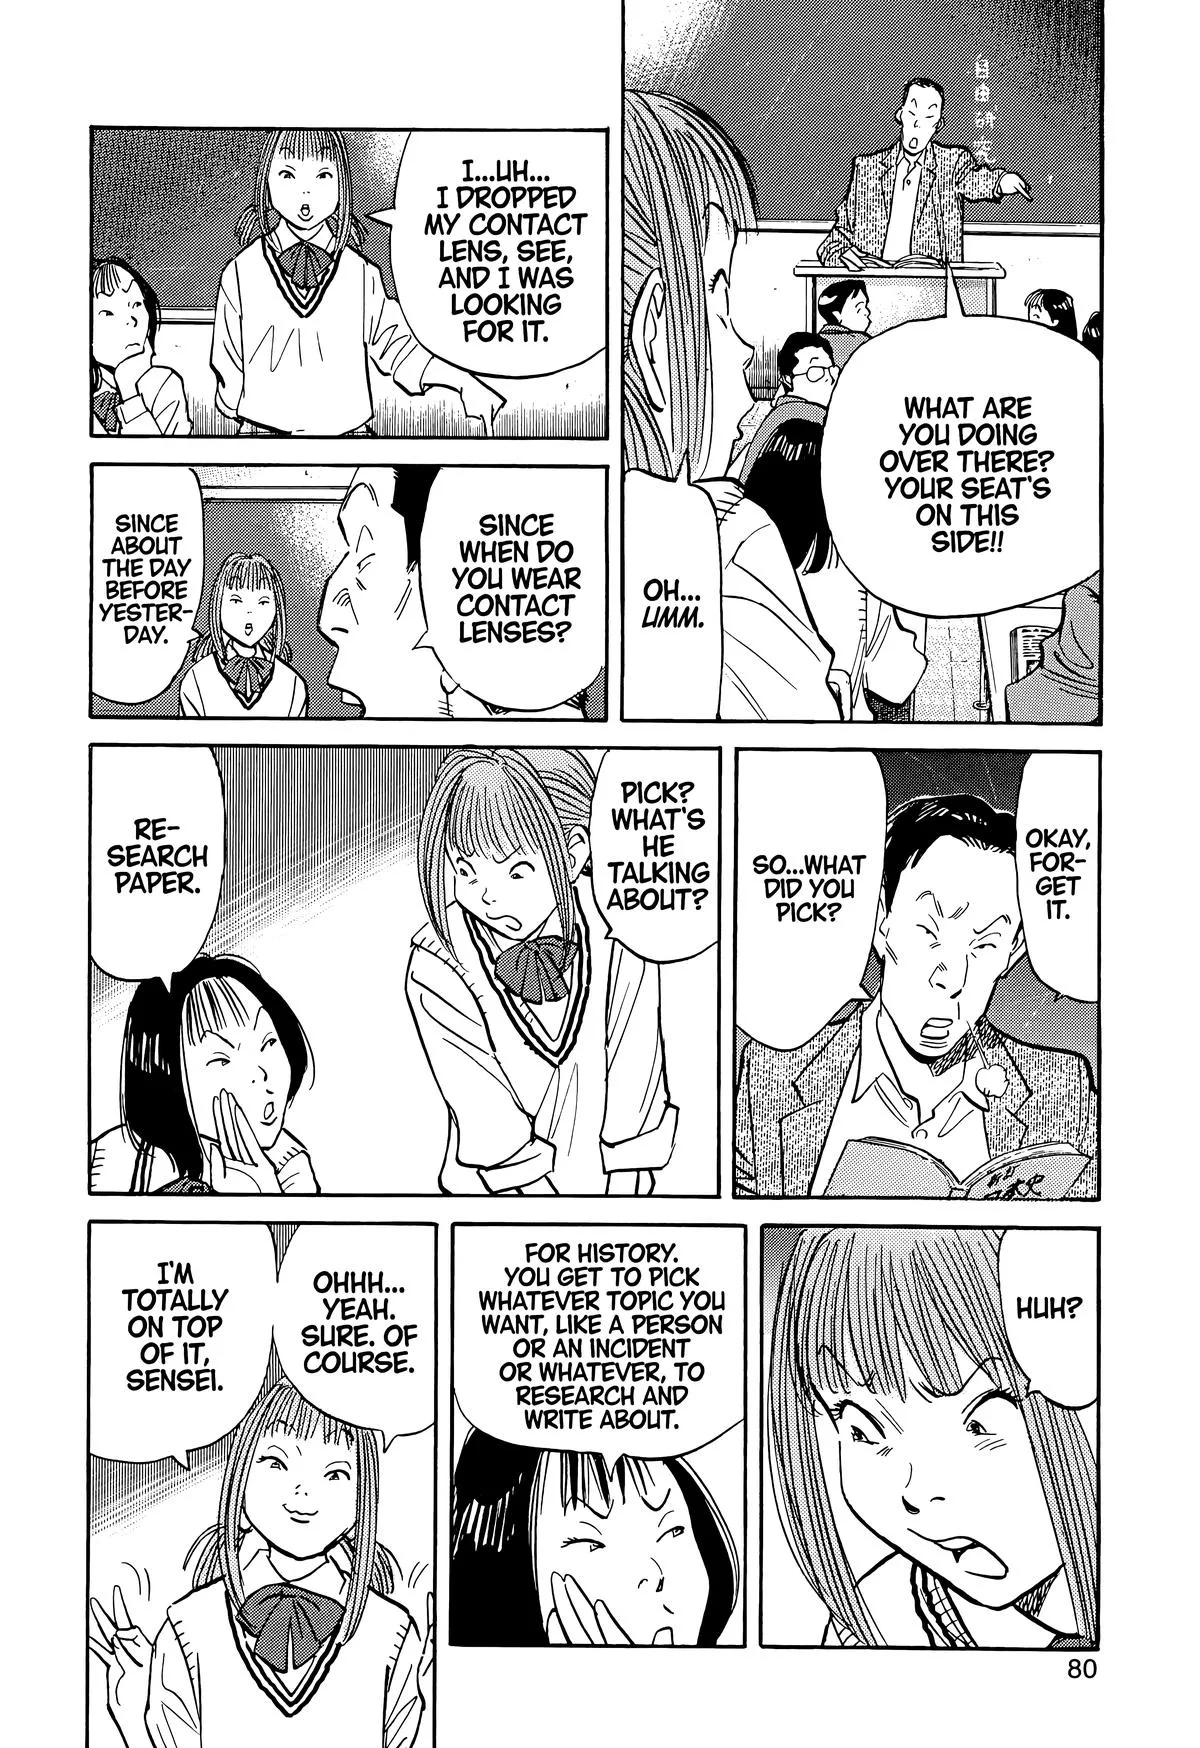 自由研究
WHAT ARE
YOU DOING
OVER THERE?
YOUR SEAT'S
ON THIS
SIDE!!
OH...
UMM.
I...UH...
I DROPPED
MY CONTACT
LENS, SEE,
AND I WAS
LOOKING
FOR IT.
SINCE
WHEN DO
YOU WEAR
CONTACT
LENSES?
SINCE
ABOUT
THE DAY
BEFORE
YESTER-
DAY.
OKAY,
FOR-
GET
IT.
SO...WHAT
DID YOU
PICK?
PICK?
WHAT'S
HE
TALKING
ABOUT?
RE-
SEARCH
PAPER.
HUH?
FOR HISTORY.
YOU GET TO PICK
WHATEVER TOPIC YOU
WANT, LIKE A PERSON
OR AN INCIDENT
OR WHATEVER, TO
RESEARCH AND
WRITE ABOUT.
OHHH...
YEAH.
SURE. OF
COURSE.
I'M
TOTALLY
ON TOP
OF IT,
SENSEI.
80